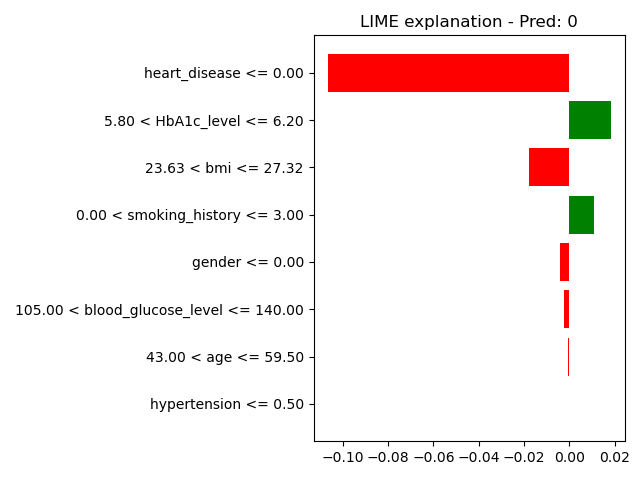 LIME explanation - Pred: 0
heart_disease <= 0.00
5.80 < HbA1c_level <= 6.20
23.63 < bmi <= 27.32
0.00 < smoking_history <= 3.00
gender <= 0.00
105.00 < blood_glucose_level <= 140.00
43.00 < age <= 59.50
hypertension <= 0.50
−0.10 −0.08 −0.06 −0.04 −0.02 0.00 0.02